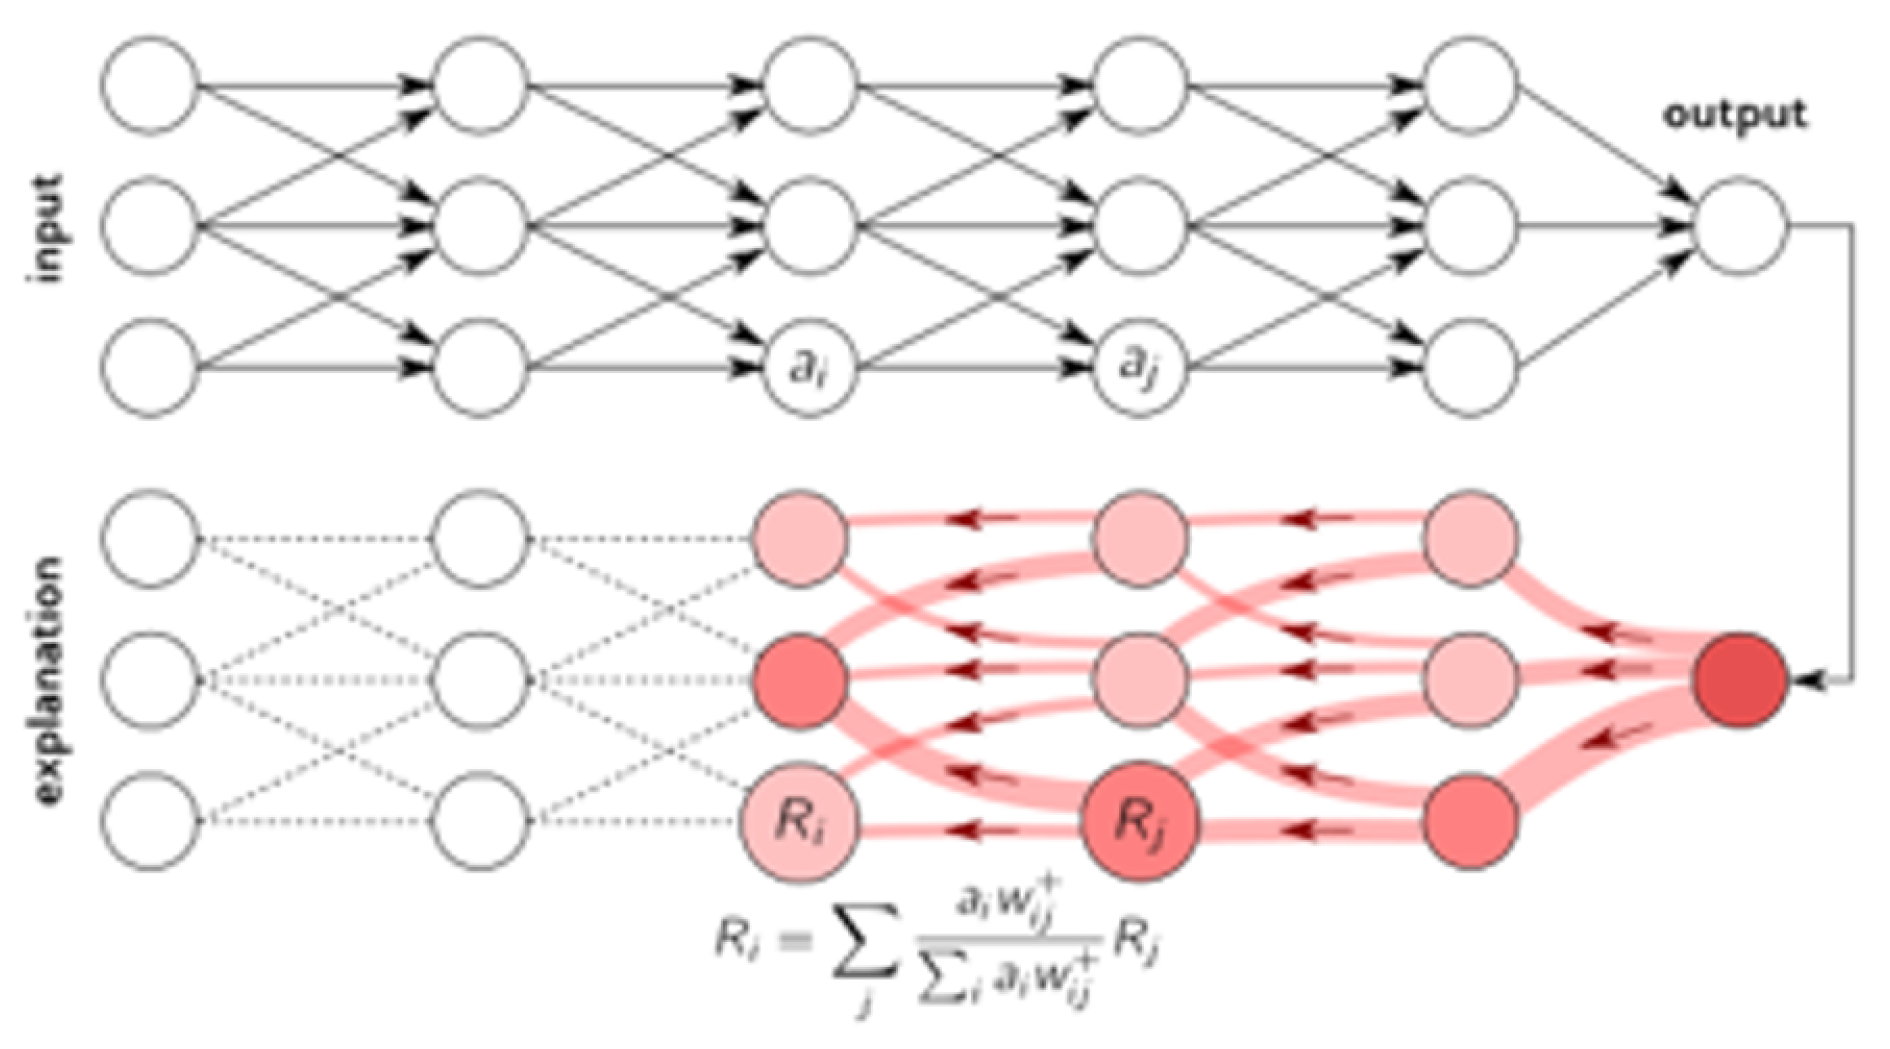 output
input
a_i
a_j
explanation
R_i
R_j
R_i = \sum_j \frac{a_i w_{ij}^+}{\sum_i a_i w_{ij}^+} R_j